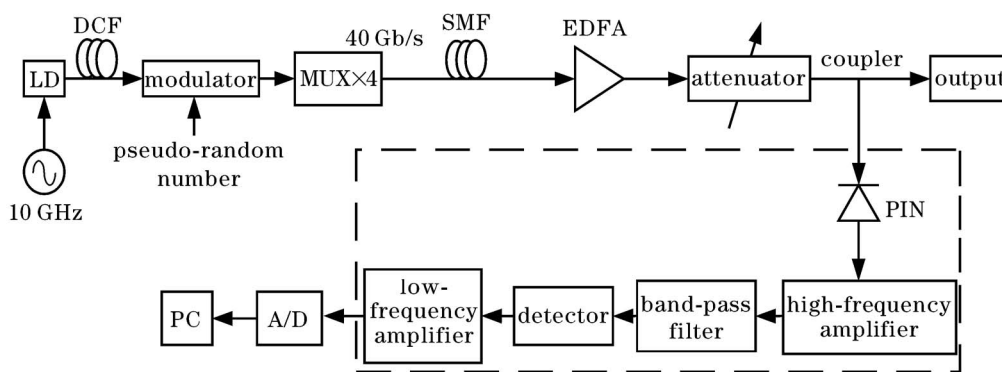 DCF
LD
10 GHz
modulator
pseudo-random
number
MUX×4
40 Gb/s
SMF
EDFA
attenuator
coupler
output
PIN
high-frequency
amplifier
band-pass
filter
detector
low-
frequency
amplifier
A/D
PC